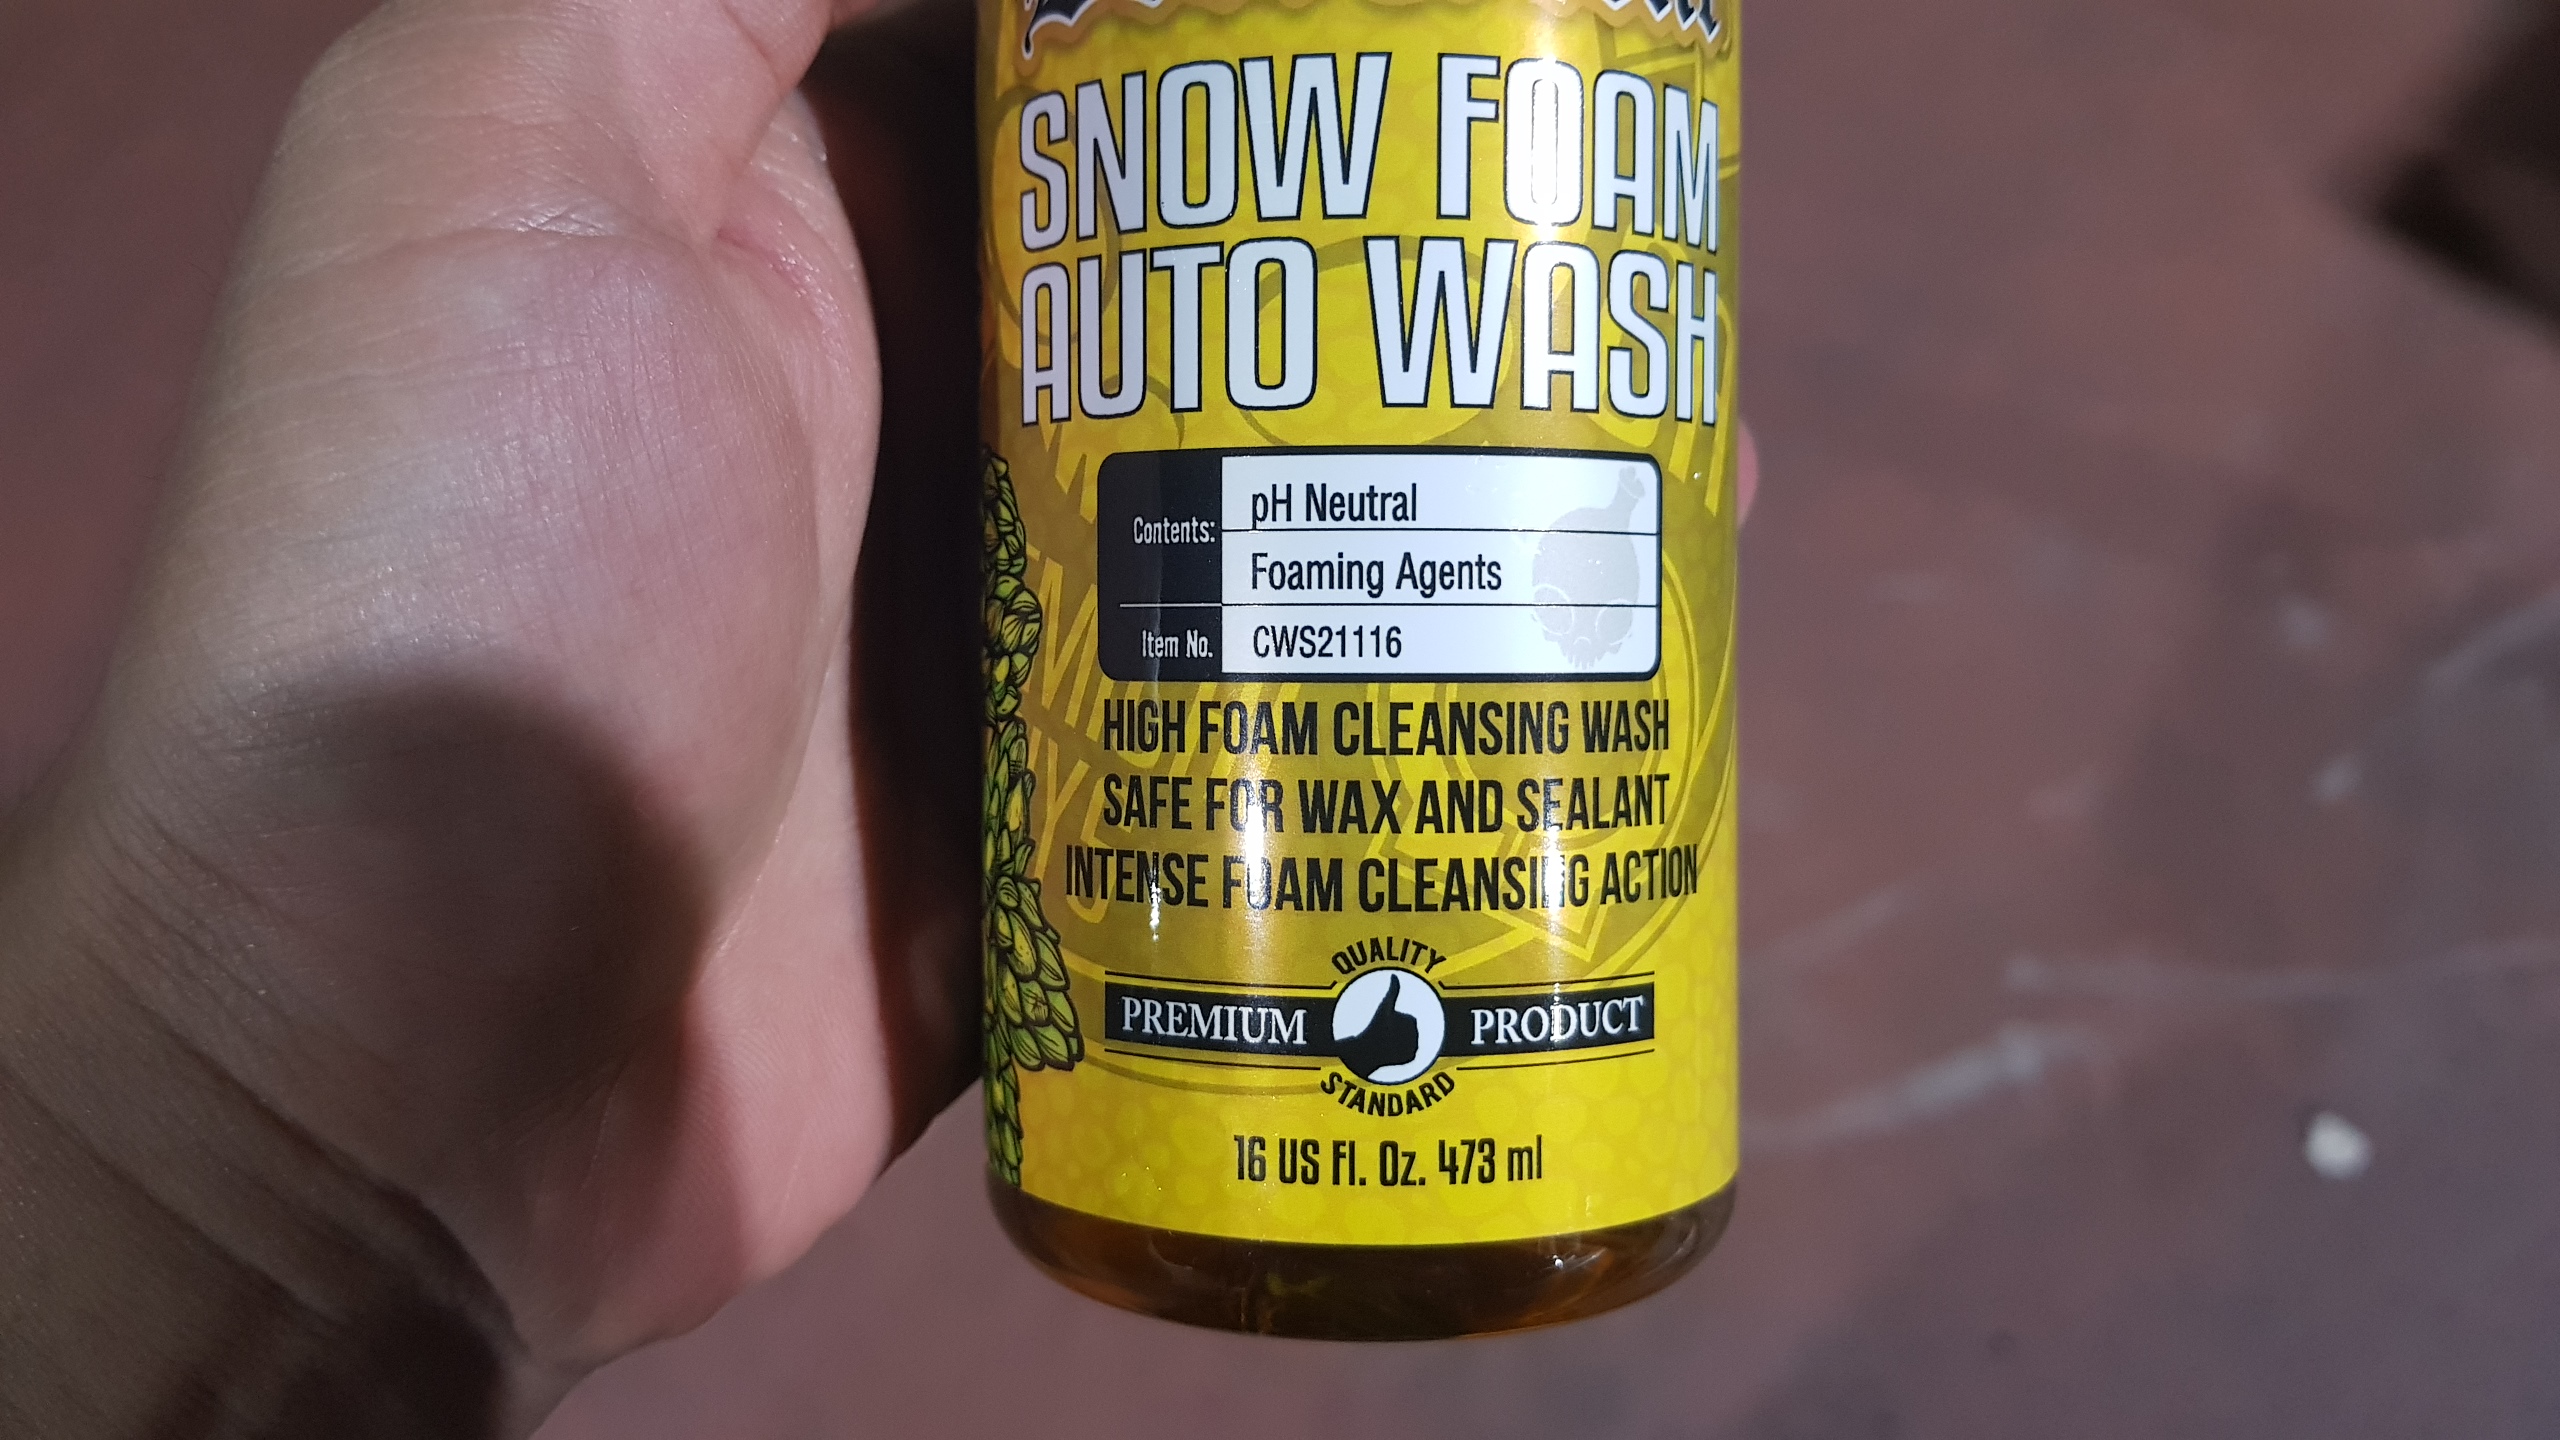 SNOW FOAM
AUTO WASH
Contents:
pH Neutral
Foaming Agents
Item No.
CWS21116
HIGH FOAM CLEANSING WASH
SAFE FOR WAX AND SEALANT
INTENSE FOAM CLEANSING ACTION
QUALITY
PREMIUM PRODUCT
STANDARD
16 US Fl. Oz. 473 ml